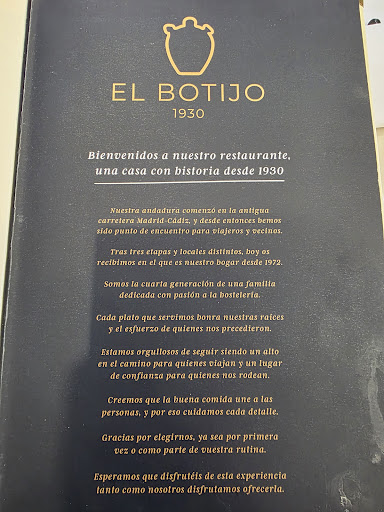 EL BOTIJO
1930
Bienvenidos a nuestro restaurante,
una casa con historia desde 1930
Nuestra andadura comenzó en la antigua
carretera Madrid-Cádiz, y desde entonces hemos
sido punto de encuentro para viajeros y vecinos.
Tras tres etapas y locales distintos, hoy os
recibimos en el que es nuestro hogar desde 1972.
Somos la cuarta generación de una familia
dedicada con pasión a la hostelería.
Cada plato que servimos honra nuestras raíces
y el esfuerzo de quienes nos precedieron.
Estamos orgullosos de seguir siendo un alto
en el camino para quienes viajan y un lugar
de confianza para quienes nos rodean.
Creemos que la buena comida une a las
personas, y por eso cuidamos cada detalle.
Gracias por elegirnos, ya sea por primera
vez o como parte de vuestra rutina.
Esperamos que disfrutéis de esta experiencia
tanto como nosotros disfrutamos ofrecerla.